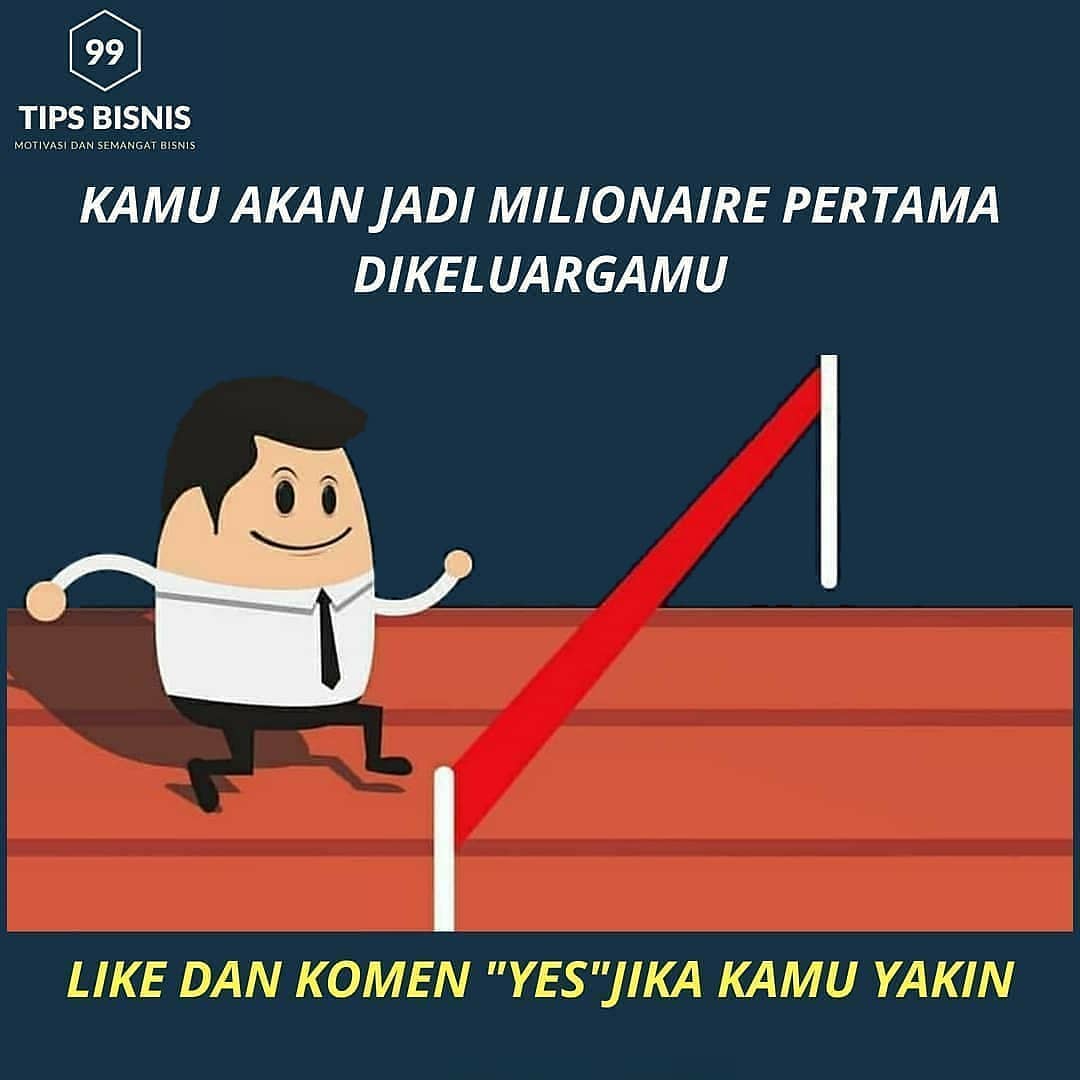 99
TIPS BISNIS
MOTIVASI DAN SEMANGAT BISNIS
KAMU AKAN JADI MILIONAIRE PERTAMA
DIKELUARGAMU
LIKE DAN KOMEN "YES"JIKA KAMU YAKIN